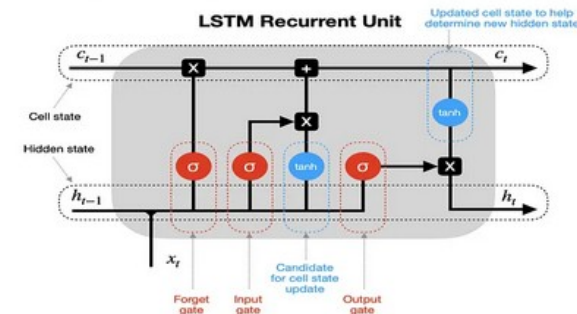 LSTM Recurrent Unit
Updated cell state to help
determine new hidden state
c_{t-1}
×
+
c_t
×
tanh
Cell state
Hidden state
σ
σ
tanh
σ
×
h_{t-1}
h_t
x_t
Candidate
for cell state
update
Forget
gate
Input
gate
Output
gate